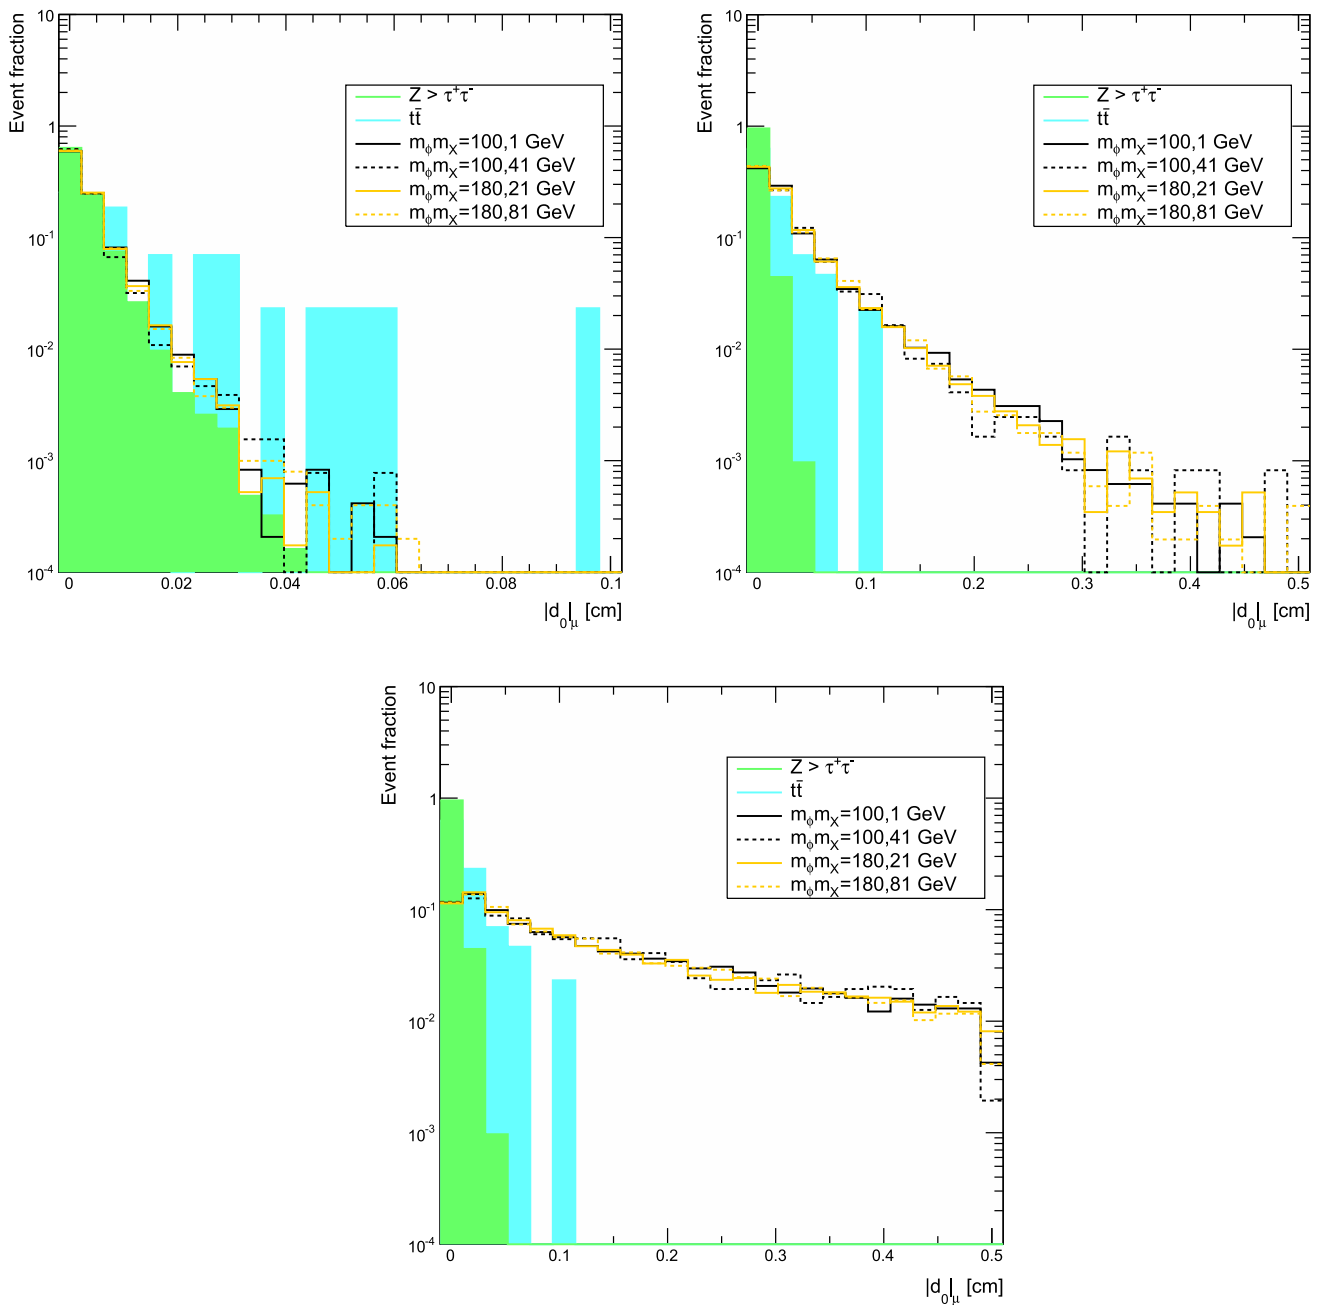 Event fraction
10
1
10⁻¹
10⁻²
10⁻³
10⁻⁴
Z > τ⁺τ⁻
tt̄
m_ϕm_X=100,1 GeV
m_ϕm_X=100,41 GeV
m_ϕm_X=180,21 GeV
m_ϕm_X=180,81 GeV
0 0.02 0.04 0.06 0.08 0.1
|d₀|_μ [cm]
Event fraction
10
1
10⁻¹
10⁻²
10⁻³
10⁻⁴
Z > τ⁺τ⁻
tt̄
m_ϕm_X=100,1 GeV
m_ϕm_X=100,41 GeV
m_ϕm_X=180,21 GeV
m_ϕm_X=180,81 GeV
0 0.1 0.2 0.3 0.4 0.5
|d₀|_μ [cm]
Event fraction
10
1
10⁻¹
10⁻²
10⁻³
10⁻⁴
Z > τ⁺τ⁻
tt̄
m_ϕm_X=100,1 GeV
m_ϕm_X=100,41 GeV
m_ϕm_X=180,21 GeV
m_ϕm_X=180,81 GeV
0 0.1 0.2 0.3 0.4 0.5
|d₀|_μ [cm]